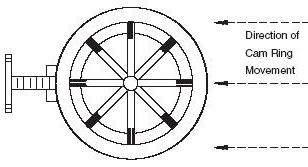 Direction of
Cam Ring
Movement